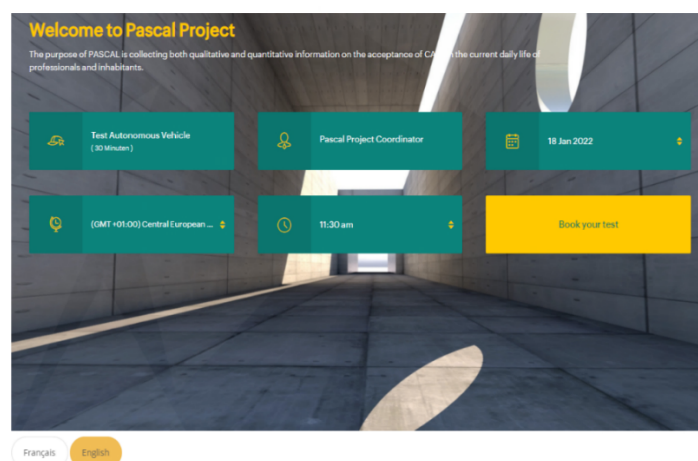 Welcome to Pascal Project
The purpose of PASCAL is collecting both qualitative and quantitative information on the acceptance of the current daily life of
professionals and inhabitants.
Test Autonomous Vehicle
( 30 Minuten )
Pascal Project Coordinator
18 Jan 2022
(GMT +01:00) Central European ...
11:30 am
Book your test
Français
English